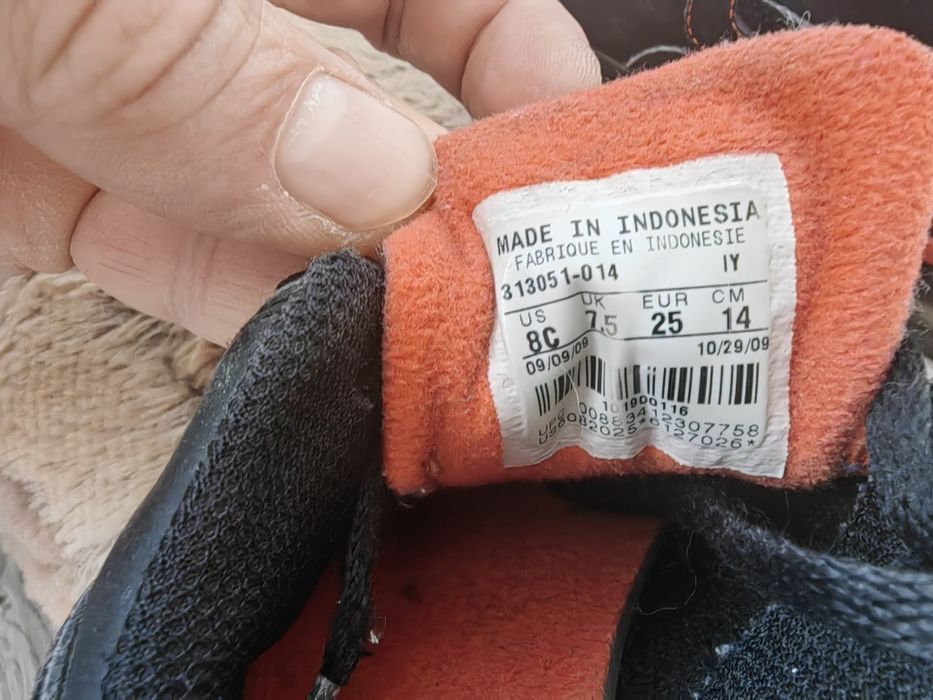 MADE IN INDONESIA
FABRIQUE EN INDONESIE
313051-014 IY
US UK EUR CM
8C 7.5 25 14
09/09/09 10/29/09
101900116